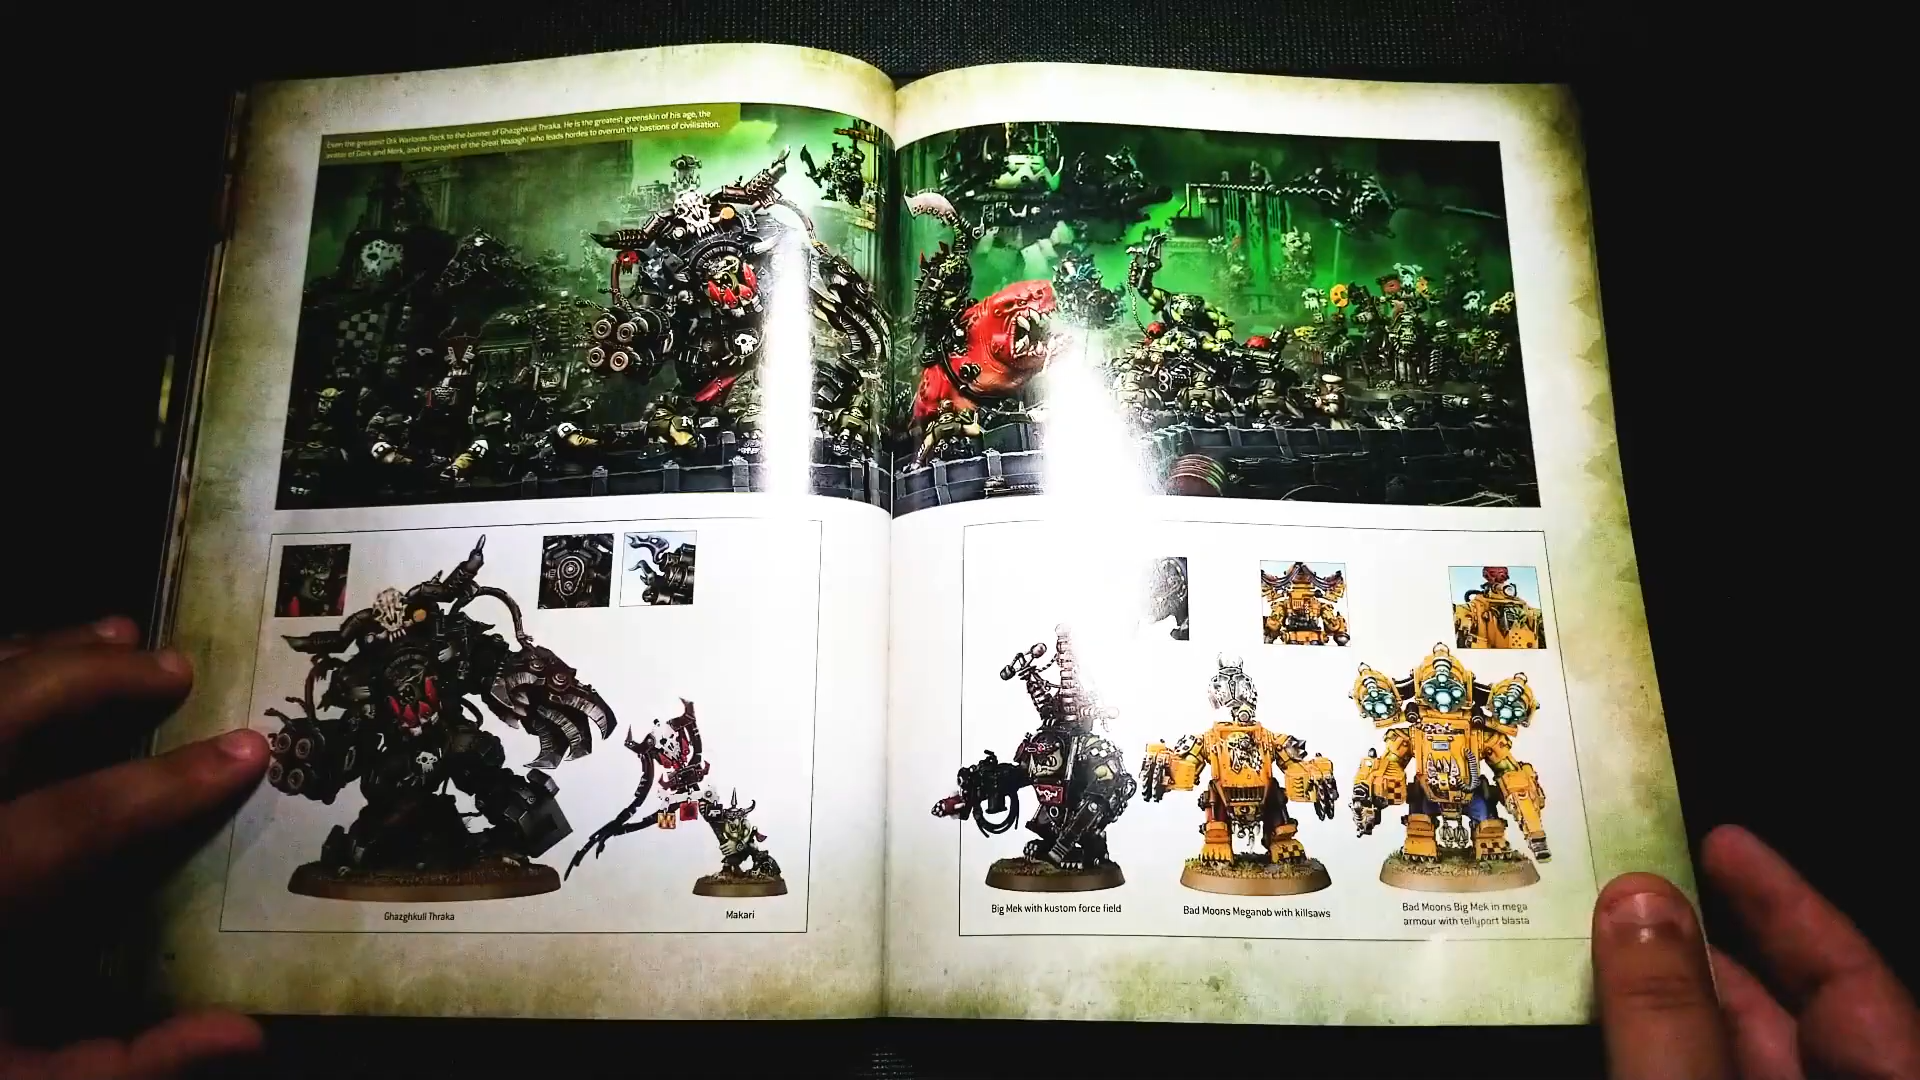 Even the greatest Ork Warlords flock to the banner of Ghazghkull Thraka. He is the greatest greenskin of his age, the
avatar of Gork and Mork, and the prophet of the Great Waaagh! who leads hordes to overrun the bastions of civilisation.
Ghazghkull Thraka
Makari
Big Mek with kustom force field
Bad Moons Meganob with killsaws
Bad Moons Big Mek in mega
armour with tellyport blasta